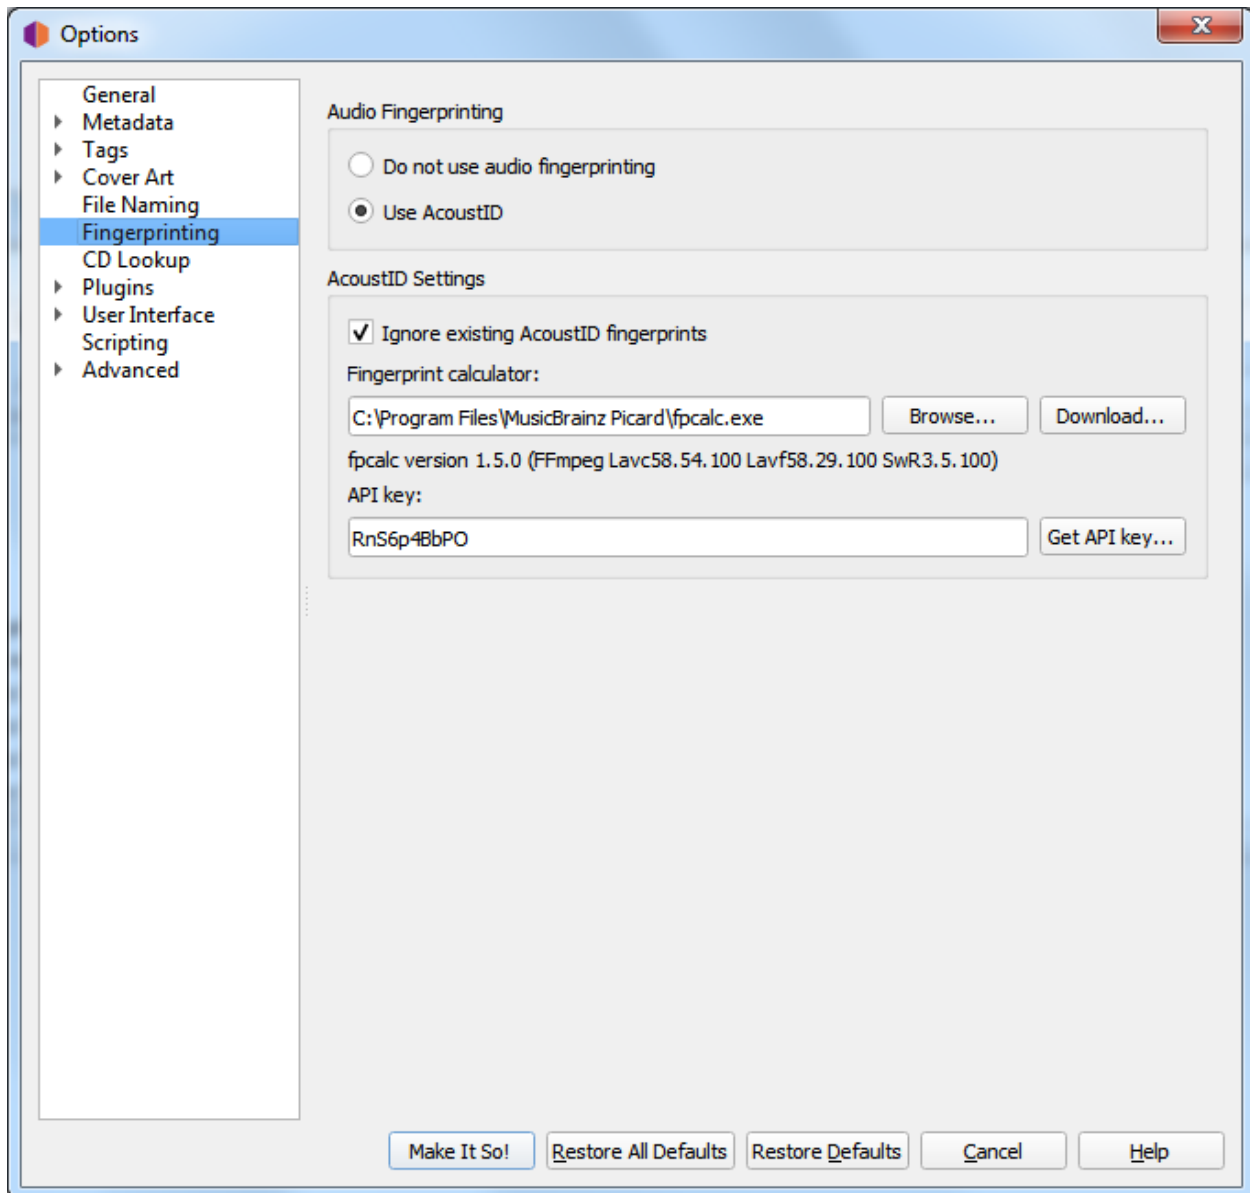 Options
General
Metadata
Tags
Cover Art
File Naming
Fingerprinting
CD Lookup
Plugins
User Interface
Scripting
Advanced
Audio Fingerprinting
Do not use audio fingerprinting
Use AcoustID
AcoustID Settings
Ignore existing AcoustID fingerprints
Fingerprint calculator:
C:\Program Files\MusicBrainz Picard\fpcalc.exe Browse... Download...
fpcalc version 1.5.0 (FFmpeg Lavc58.54.100 Lavf58.29.100 SwR3.5.100)
API key:
RnS6p4BbPO Get API key...
Make It So! Restore All Defaults Restore Defaults Cancel Help